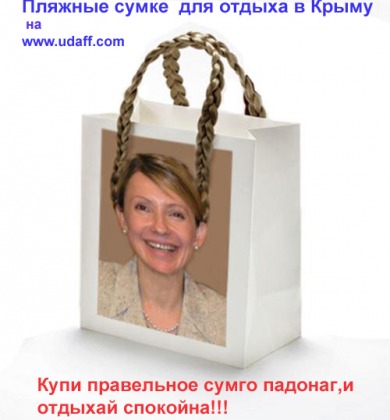 Пляжные сумке для отдыха в Крыму
на
www.udaff.com
Купи правельное сумго падонаг,и
отдыхай спокойна!!!